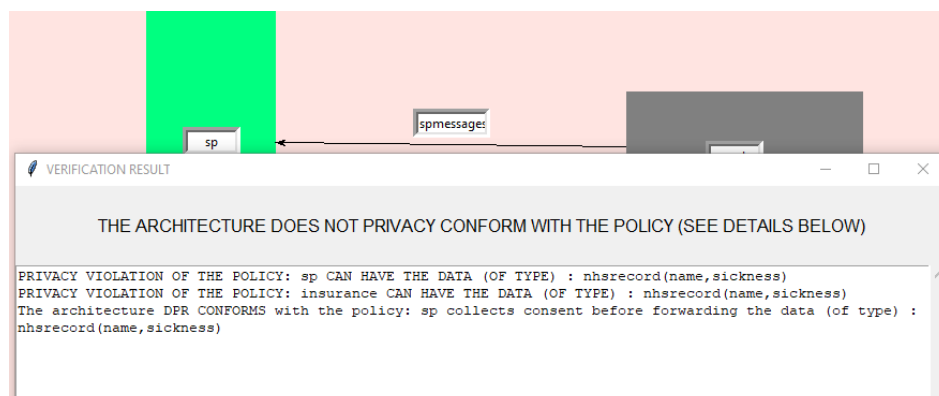 spmessages
sp
VERIFICATION RESULT
THE ARCHITECTURE DOES NOT PRIVACY CONFORM WITH THE POLICY (SEE DETAILS BELOW)
PRIVACY VIOLATION OF THE POLICY: sp CAN HAVE THE DATA (OF TYPE) : nhsrecord(name,sickness)
PRIVACY VIOLATION OF THE POLICY: insurance CAN HAVE THE DATA (OF TYPE) : nhsrecord(name,sickness)
The architecture DPR CONFORMS with the policy: sp collects consent before forwarding the data (of type) :
nhsrecord(name,sickness)